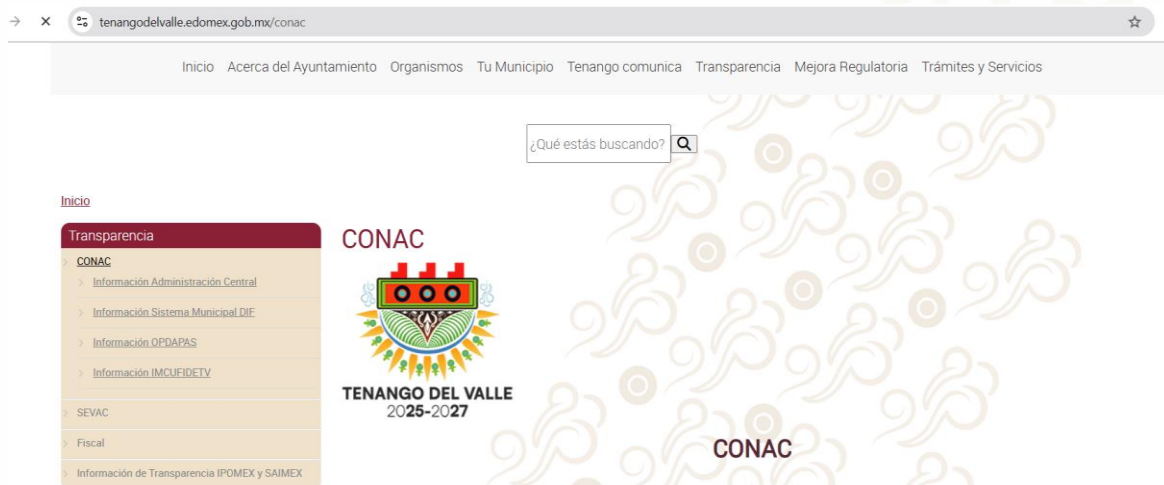 tenangodelvalle.edomex.gob.mx/conac
Inicio Acerca del Ayuntamiento Organismos Tu Municipio Tenango comunica Transparencia Mejora Regulatoria Trámites y Servicios
¿Qué estás buscando?
Inicio
Transparencia
CONAC
Información Administración Central
Información Sistema Municipal DIF
Información OPDAPAS
Información IMCUFIDETV
SEVAC
Fiscal
Información de Transparencia IPOMEX y SAIMEX
CONAC
TENANGO DEL VALLE
2025-2027
CONAC